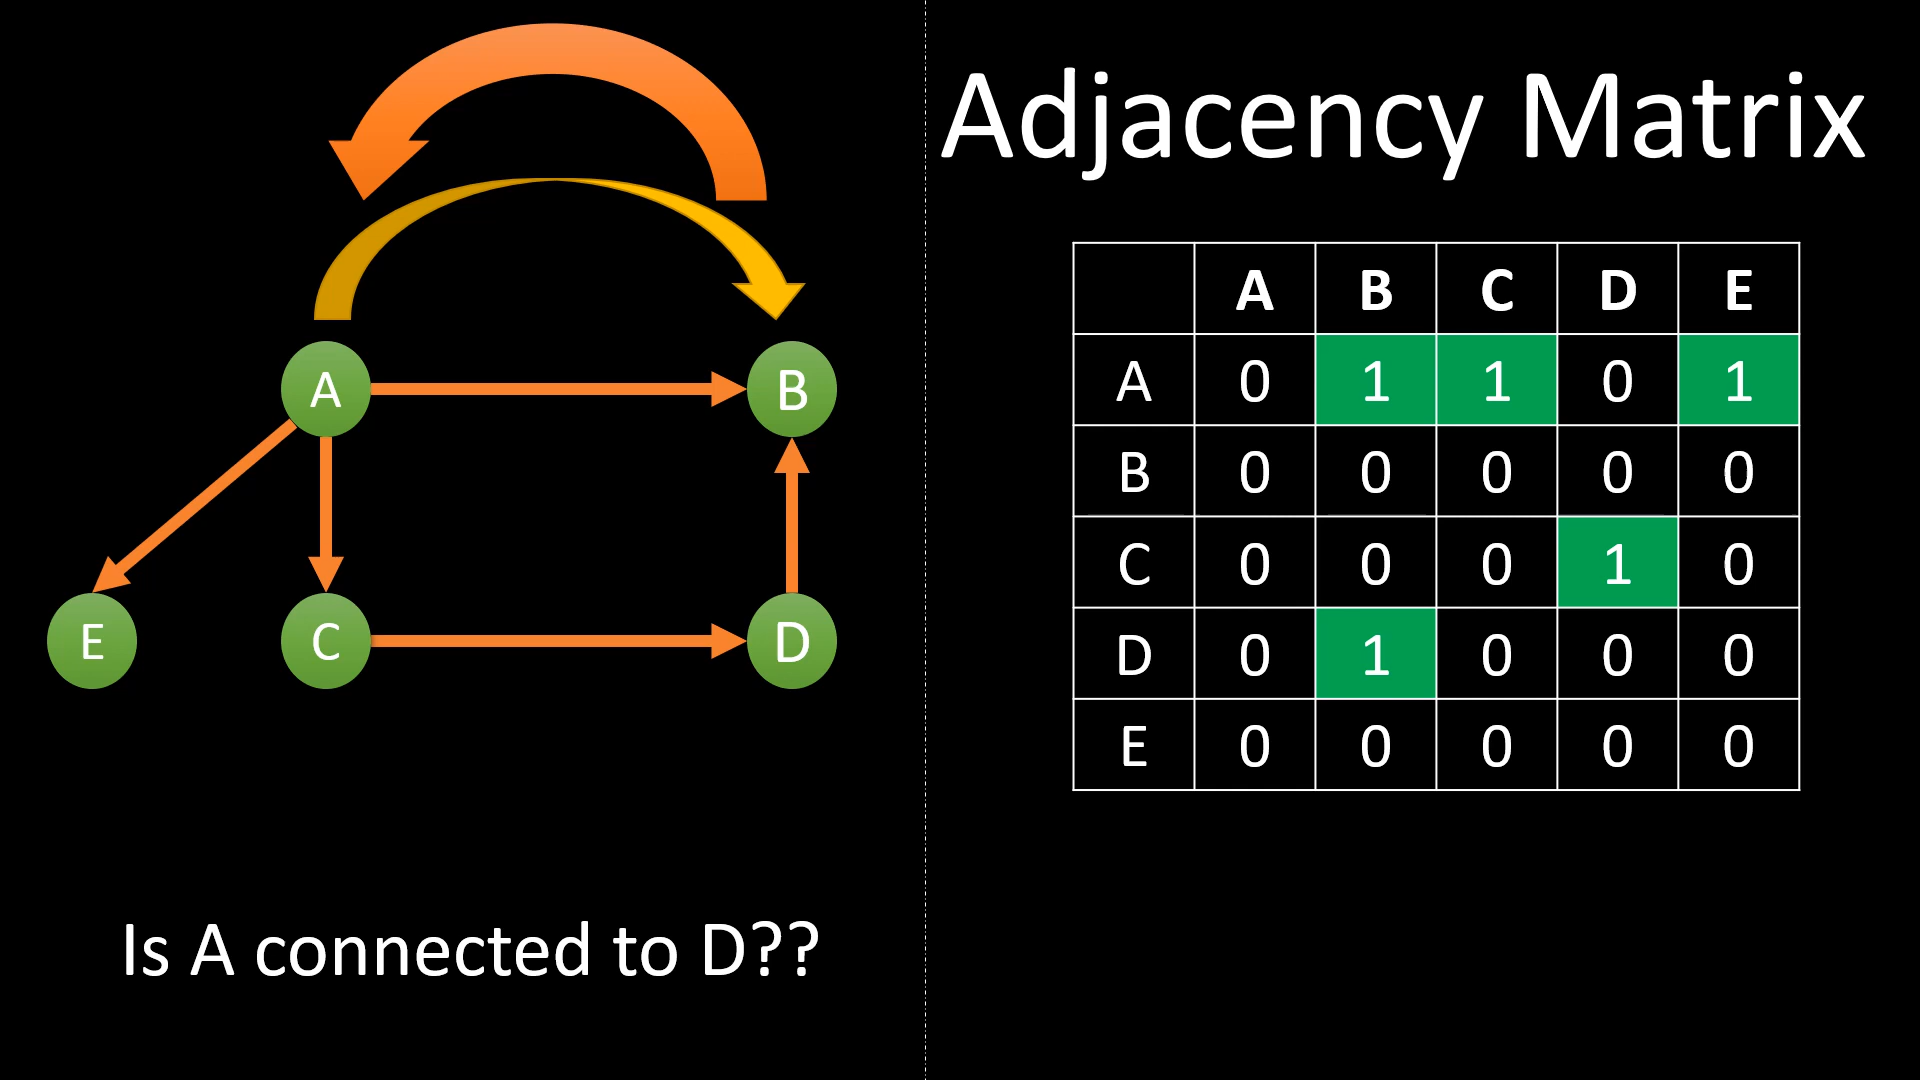 Adjacency Matrix
A B
E C D
Is A connected to D??
A B C D E
A 0 1 1 0 1
B 0 0 0 0 0
C 0 0 0 1 0
D 0 1 0 0 0
E 0 0 0 0 0